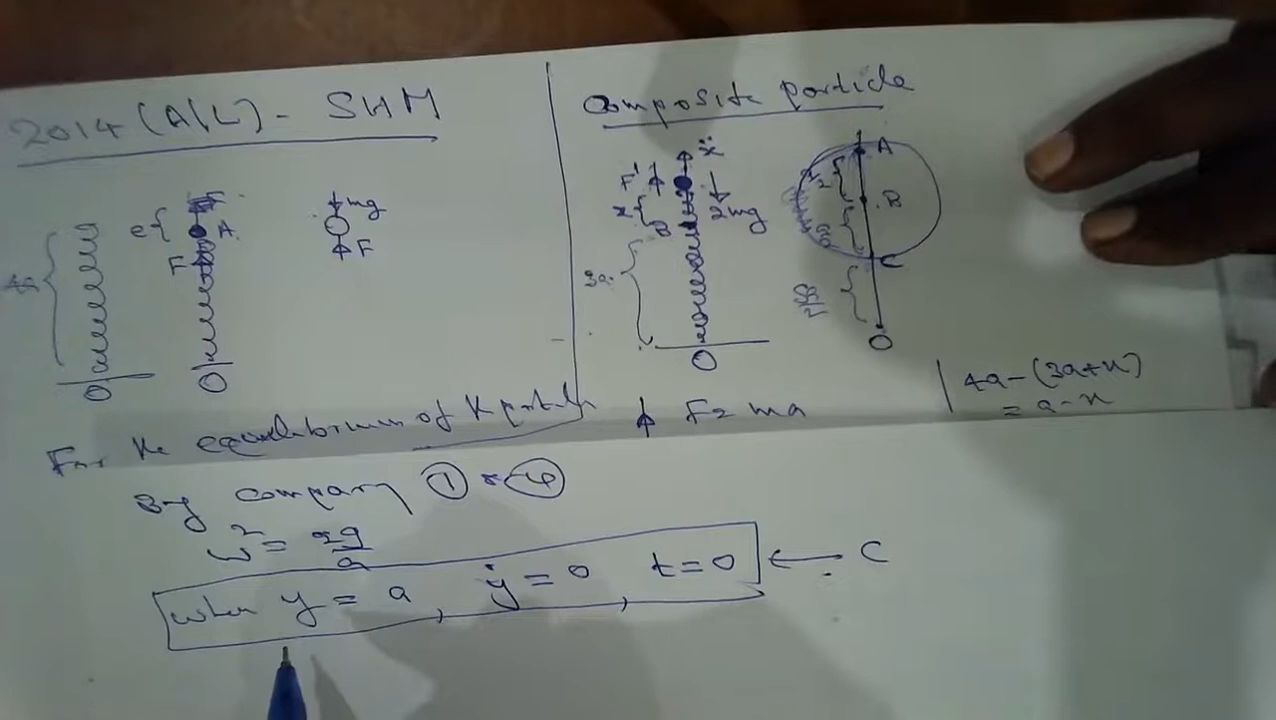 2014 (A/L) - SHM
composite particle
e{
F
A
mg
F
O
O
F'
ẍ
x
2mg
3a
O
A
B
C
O
4a-(3a+x)
= a-x
For the equilibrium of the particle
↑ F = ma
By company ① & ④
ω² = 2g/a
when y = a, ẏ = 0, t = 0 ← C